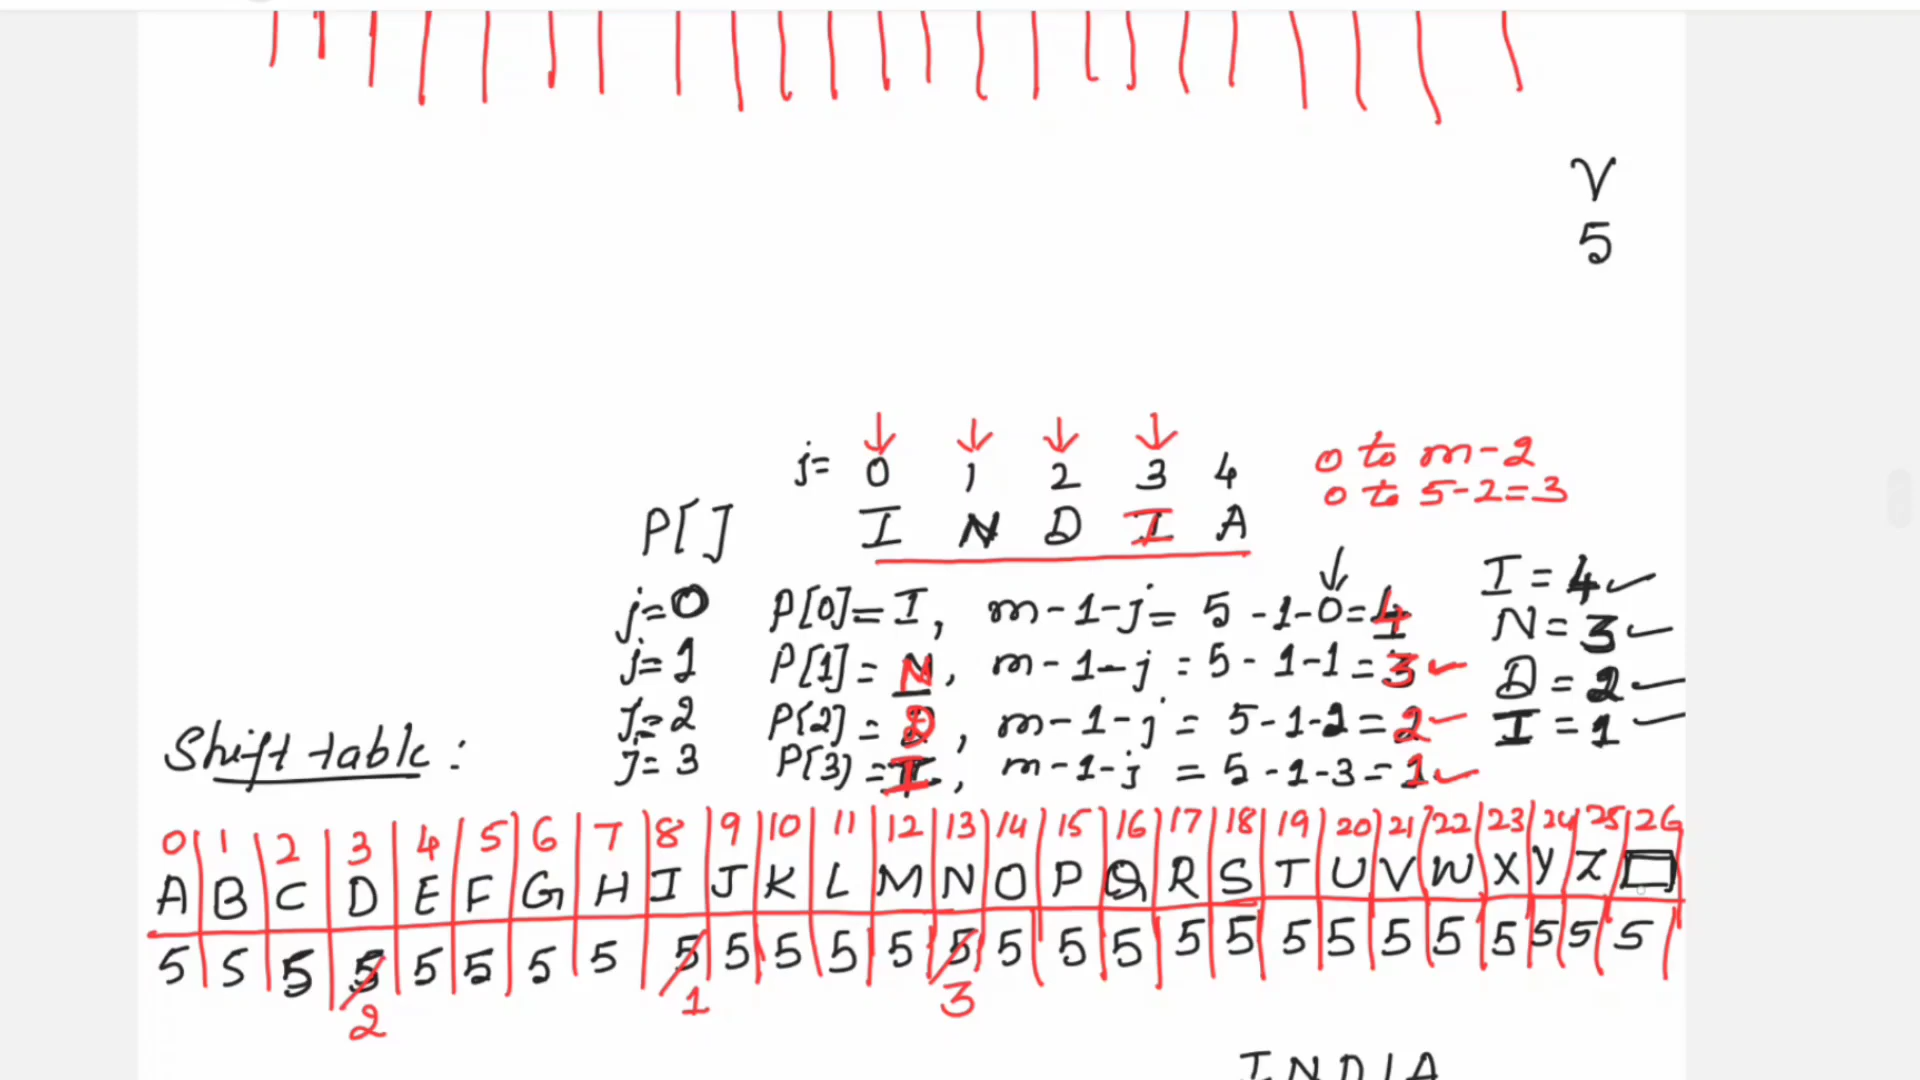 V
5
j= 0 1 2 3 4
0 to m-2
0 to 5-2=3
P[] I N D I A
I = 4
j=0 P[0]=I, m-1-j= 5-1-0=4
N= 3
j=1 P[1]= N, m-1-j = 5-1-1=3
D = 2
J=2 P[2]= D, m-1-j = 5-1-2=2
I = 1
J=3 P(3)=I, m-1-j = 5-1-3=1
Shift table :
0 1 2 3 4 5 6 7 8 9 10 11 12 13 14 15 16 17 18 19 20 21 22 23 24 25 26
A B C D E F G H I J K L M N O P Q R S T U V W X Y Z
5 5 5 5 5 5 5 5 5 5 5 5 5 5 5 5 5 5 5 5 5 5 5 5 5 5 5
2 1 3
INDIA